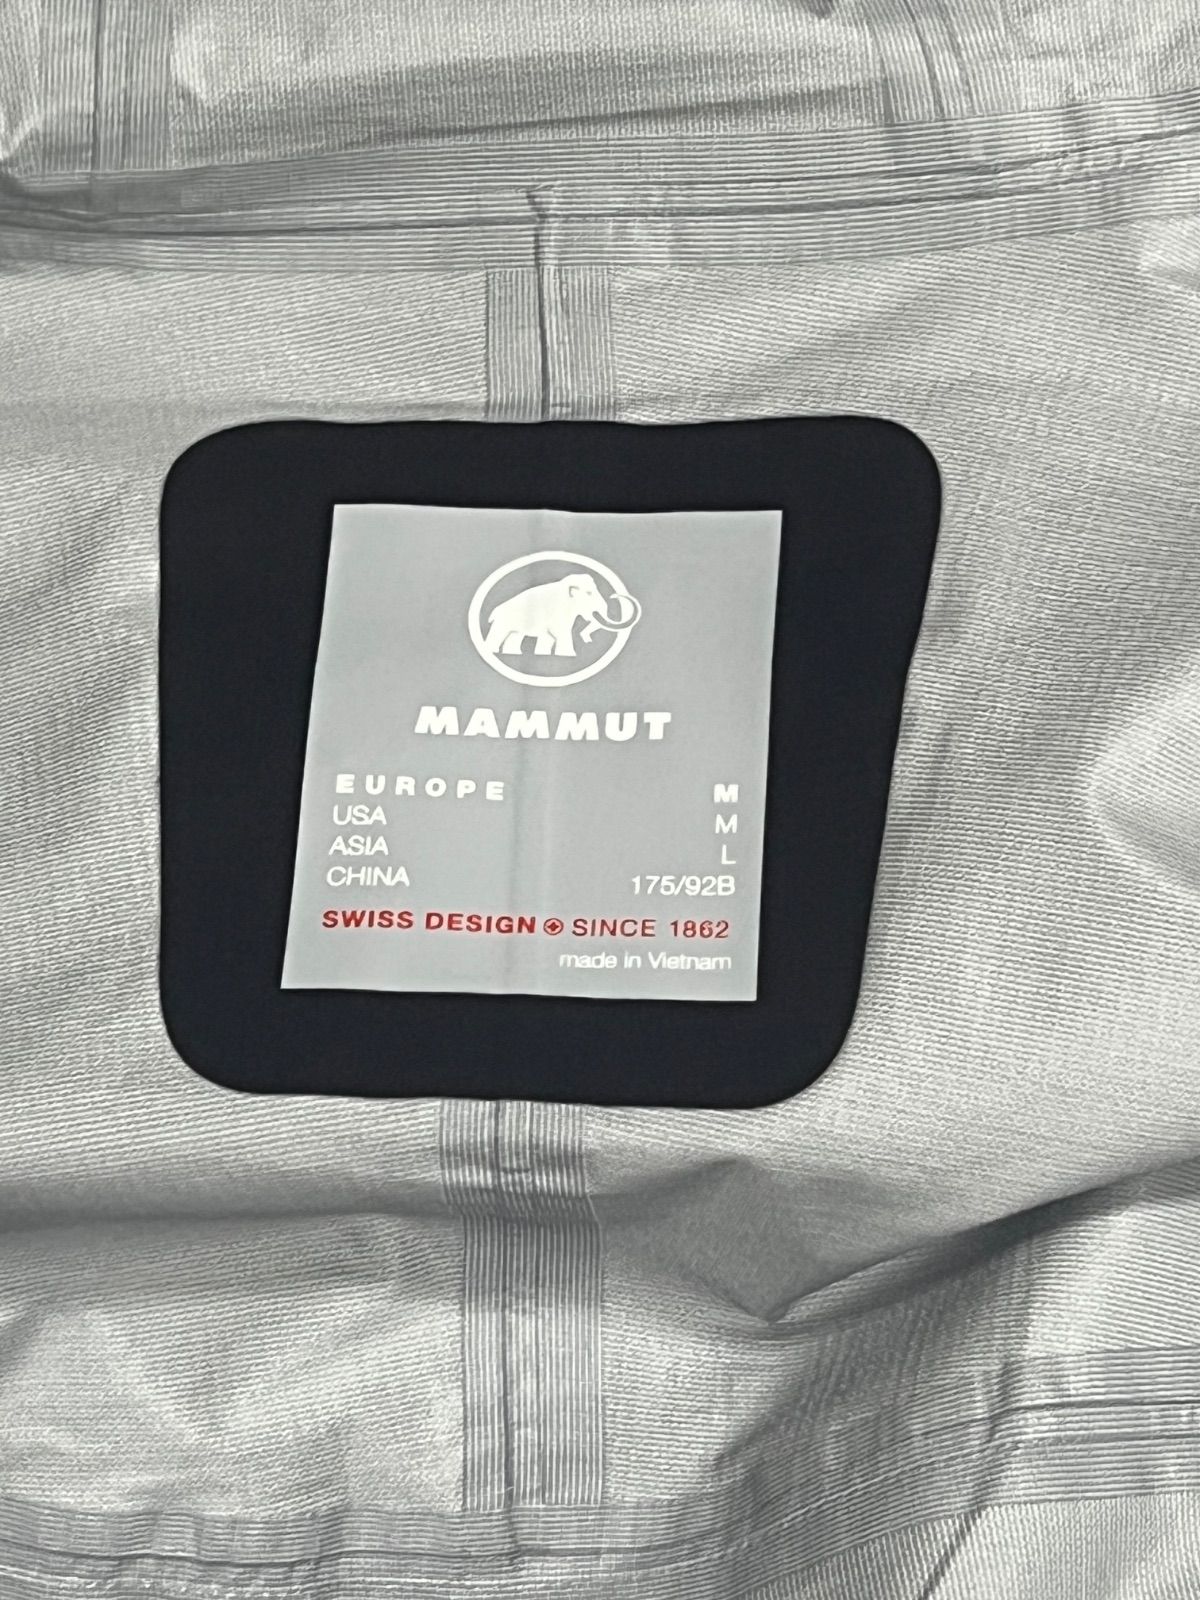 MAMMUT
EUROPE M
USA M
ASIA L
CHINA 175/92B
SWISS DESIGN SINCE 1862
made in Vietnam